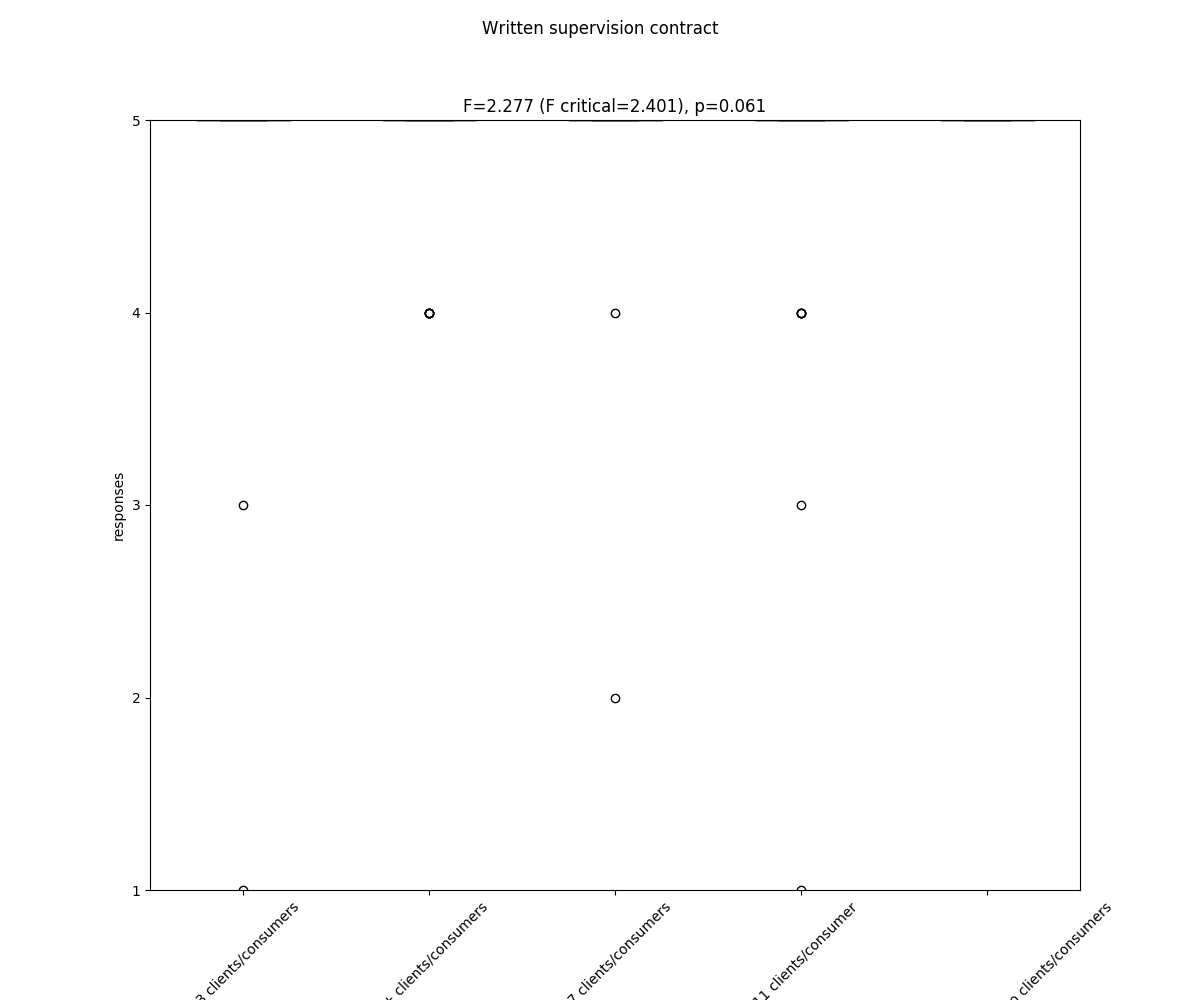 Written supervision contract
F=2.277 (F critical=2.401), p=0.061
5
4
3
2
1
responses
3 clients/consumers
clients/consumers
7 clients/consumers
11 clients/consumer
clients/consumers